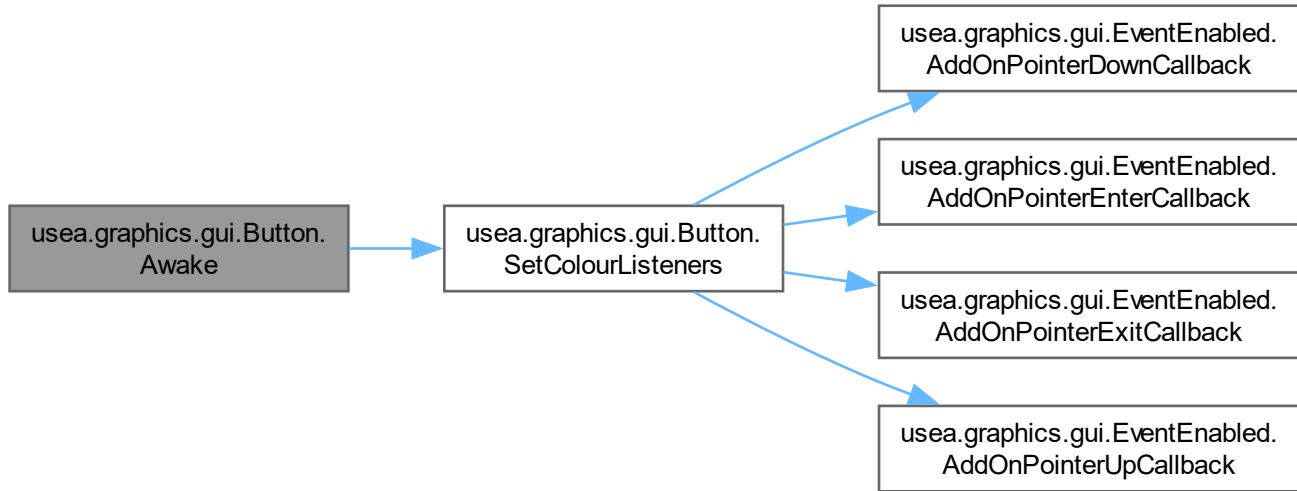 usea.graphics.gui.Button.
Awake
usea.graphics.gui.Button.
SetColourListeners
usea.graphics.gui.EventEnabled.
AddOnPointerDownCallback
usea.graphics.gui.EventEnabled.
AddOnPointerEnterCallback
usea.graphics.gui.EventEnabled.
AddOnPointerExitCallback
usea.graphics.gui.EventEnabled.
AddOnPointerUpCallback